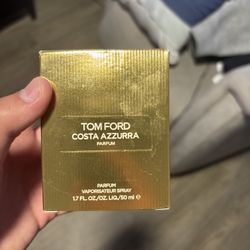 TOM FORD
COSTA AZZURRA
PARFUM
PARFUM
VAPORISATEUR SPRAY
1.7 FL. OZ./OZ. LIQ./50 ml ℮